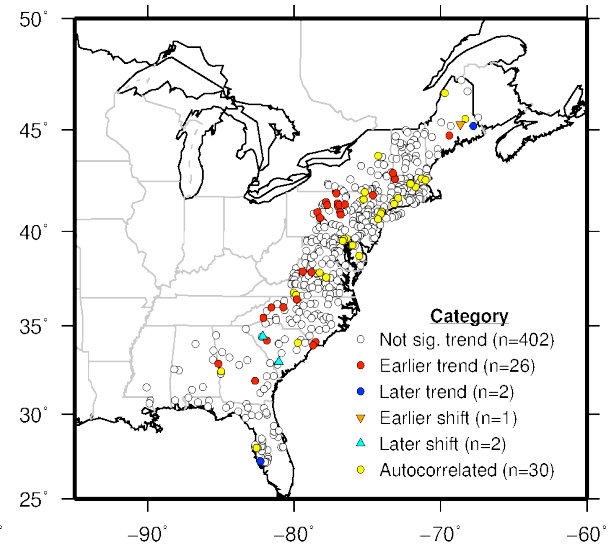 50°
45°
40°
35°
30°
25°
Category
Not sig. trend (n=402)
Earlier trend (n=26)
Later trend (n=2)
Earlier shift (n=1)
Later shift (n=2)
Autocorrelated (n=30)
−90° −80° −70° −60°